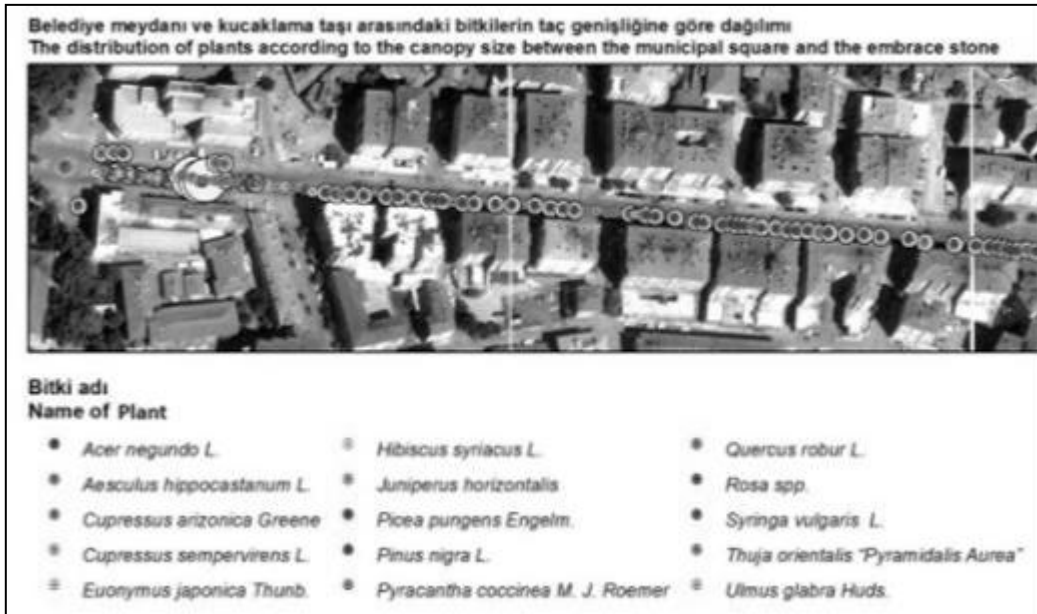 Belediye meydanı ve kucaklama taşı arasındaki bitkilerin taç genişliğine göre dağılımı
The distribution of plants according to the canopy size between the municipal square and the embrace stone
Bitki adı
Name of Plant
Acer negundo L.
Aesculus hippocastanum L.
Cupressus arizonica Greene
Cupressus sempervirens L.
Euonymus japonica Thunb.
Hibiscus syriacus L.
Juniperus horizontalis
Picea pungens Engelm.
Pinus nigra L.
Pyracantha coccinea M. J. Roemer
Quercus robur L.
Rosa spp.
Syringa vulgaris L.
Thuja orientalis "Pyramidalis Aurea"
Ulmus glabra Huds.